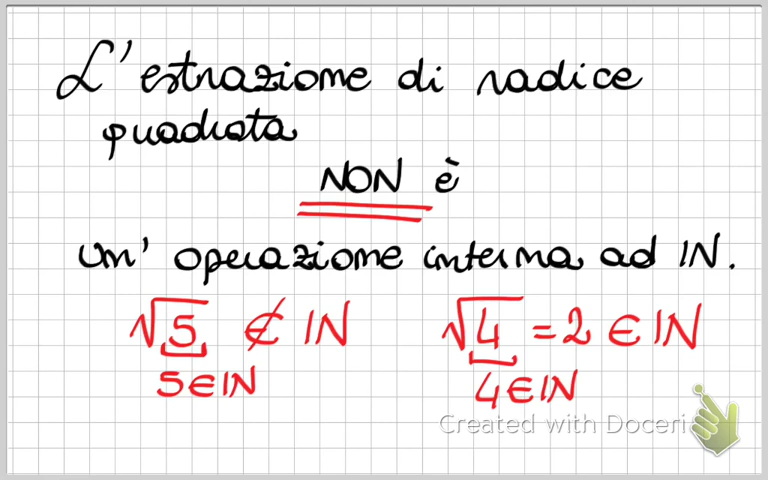 L'estrazione di radice
quadrata
NON è
un' operazione interna ad IN.
√5 ∉ IN √4 = 2 ∈ IN
5 ∈ IN 4 ∈ IN
Created with Doceri